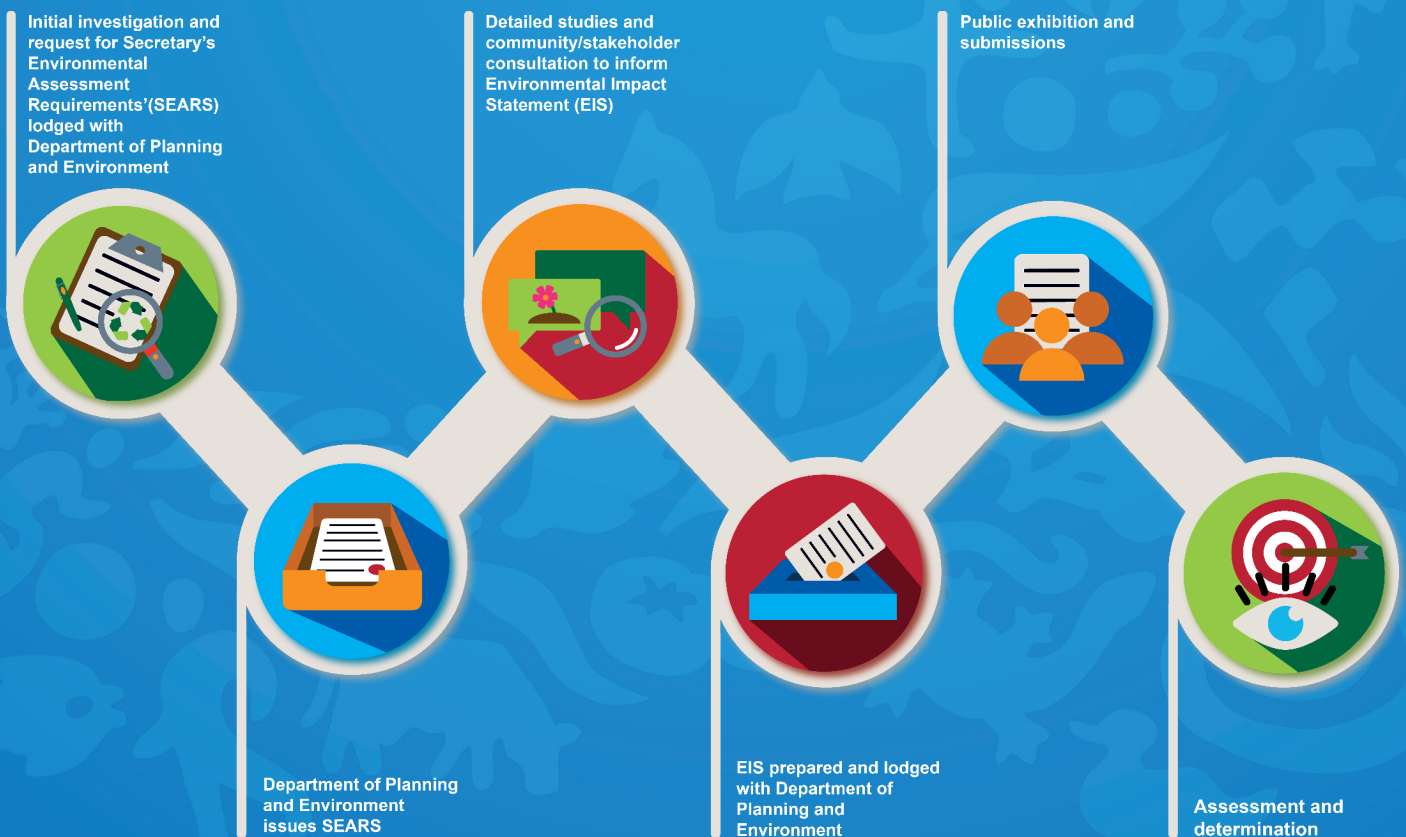 Initial investigation and
request for Secretary's
Environmental
Assessment
Requirements'(SEARS)
lodged with
Department of Planning
and Environment
Department of Planning
and Environment
issues SEARS
Detailed studies and
community/stakeholder
consultation to inform
Environmental Impact
Statement (EIS)
EIS prepared and lodged
with Department of
Planning and
Environment
Public exhibition and
submissions
Assessment and
determination